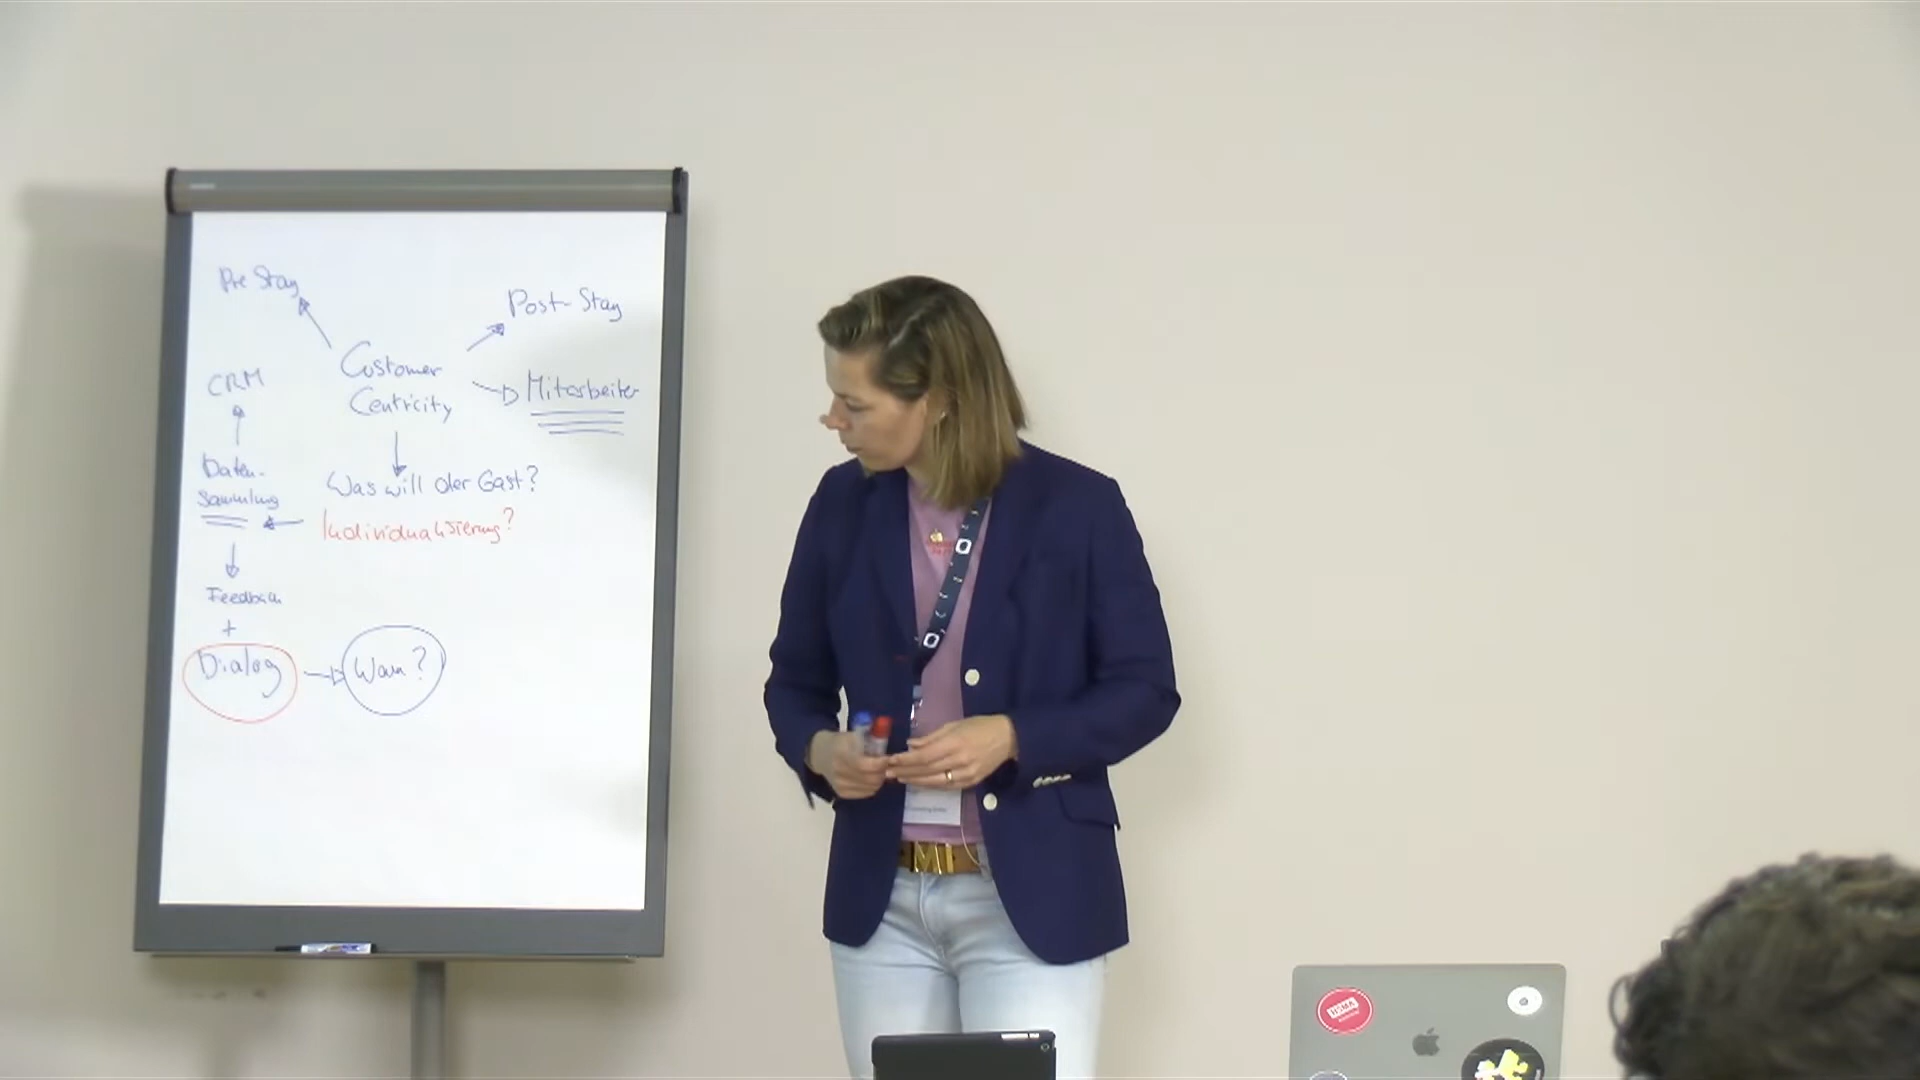 Pre Stay
Post-Stay
Customer
Centricity
CRM
Mitarbeiter
Daten-
Sammlung
Was will der Gast?
Individualisierung?
Feedback
+
Dialog
Wann?